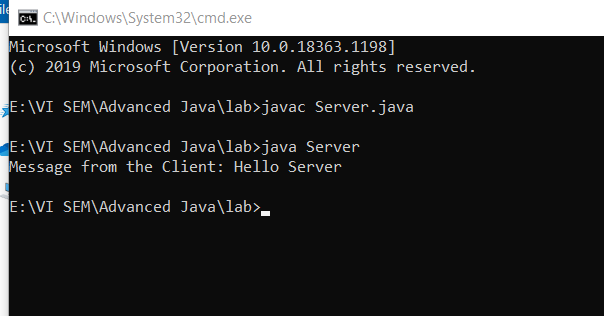 C:\Windows\System32\cmd.exe
Microsoft Windows [Version 10.0.18363.1198]
(c) 2019 Microsoft Corporation. All rights reserved.
E:\VI SEM\Advanced Java\lab>javac Server.java
E:\VI SEM\Advanced Java\lab>java Server
Message from the Client: Hello Server
E:\VI SEM\Advanced Java\lab>